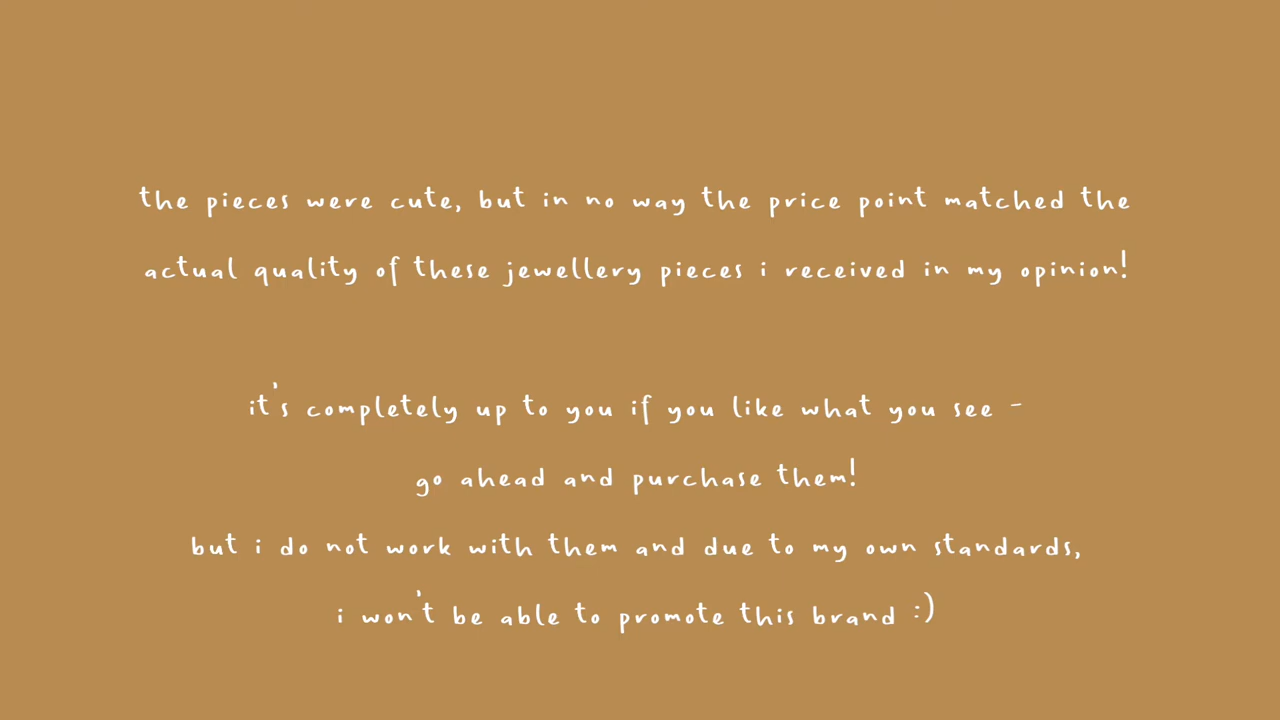 the pieces were cute, but in no way the price point matched the
actual quality of these jewellery pieces i received in my opinion!
it's completely up to you if you like what you see -
go ahead and purchase them!
but i do not work with them and due to my own standards,
i won't be able to promote this brand :)